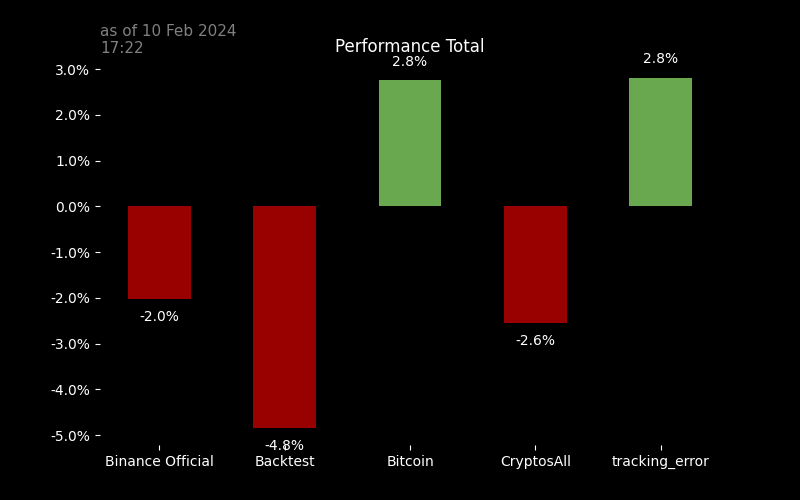 as of 10 Feb 2024
17:22
Performance Total
2.8%
2.8%
3.0%
2.0%
1.0%
0.0%
-1.0%
-2.0%
-3.0%
-4.0%
-5.0%
-2.0%
-2.6%
-4.8%
Binance Official
Backtest
Bitcoin
CryptosAll
tracking_error